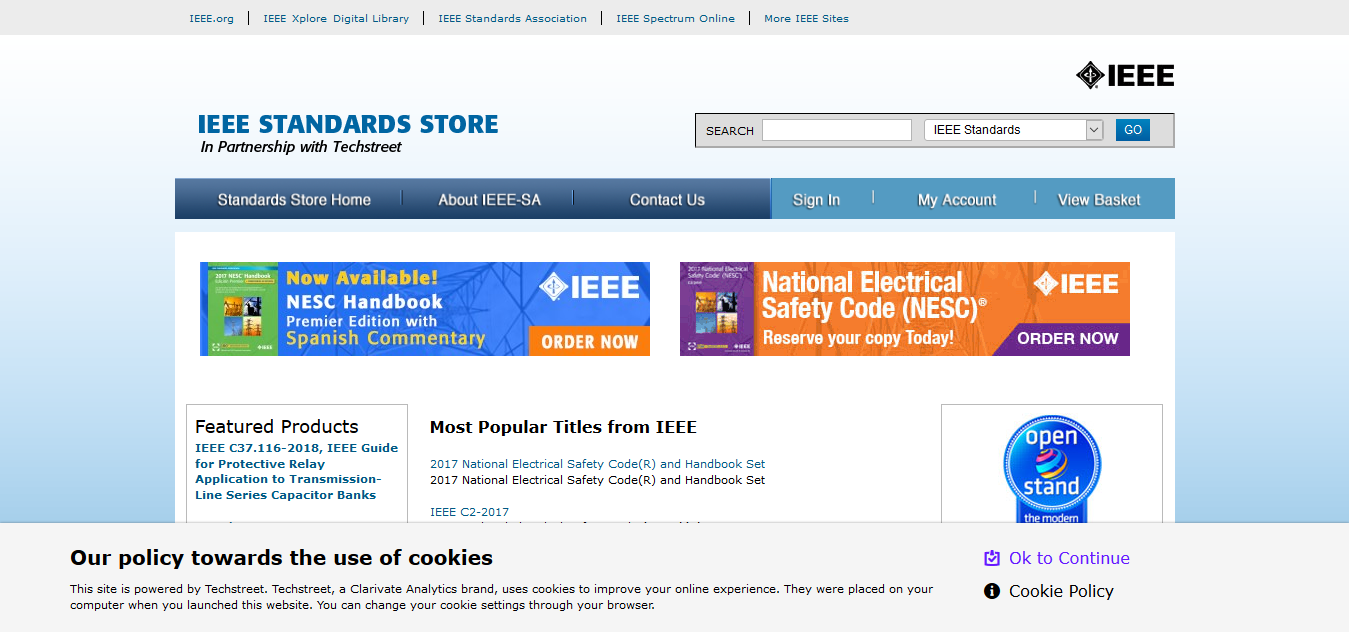 IEEE.org
IEEE Xplore Digital Library
IEEE Standards Association
IEEE Spectrum Online
More IEEE Sites
IEEE
IEEE STANDARDS STORE
In Partnership with Techstreet
SEARCH
IEEE Standards
GO
Standards Store Home
About IEEE-SA
Contact Us
Sign In
My Account
View Basket
2017 NESC Handbook
Now Available!
NESC Handbook
Premier Edition with
Spanish Commentary
IEEE
ORDER NOW
2017 National Electrical
Safety Code (NESC)
National Electrical
Safety Code (NESC)®
Reserve your copy Today!
IEEE
ORDER NOW
Featured Products
IEEE C37.116-2018, IEEE Guide
for Protective Relay
Application to Transmission-
Line Series Capacitor Banks
Most Popular Titles from IEEE
2017 National Electrical Safety Code(R) and Handbook Set
2017 National Electrical Safety Code(R) and Handbook Set
IEEE C2-2017
open
stand
the modern
Our policy towards the use of cookies
This site is powered by Techstreet. Techstreet, a Clarivate Analytics brand, uses cookies to improve your online experience. They were placed on your
computer when you launched this website. You can change your cookie settings through your browser.
Ok to Continue
Cookie Policy